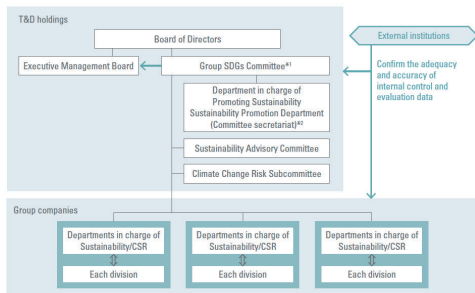 T&D holdings
Board of Directors
External institutions
Executive Management Board
Group SDGs Committee*1
Confirm the adequacy
and accuracy of
internal control and
evaluation data
Department in charge of
Promoting Sustainability
Sustainability Promotion Department
(Committee secretariat)*2
Sustainability Advisory Committee
Climate Change Risk Subcommittee
Group companies
Departments in charge of
Sustainability/CSR
Each division
Departments in charge of
Sustainability/CSR
Each division
Departments in charge of
Sustainability/CSR
Each division